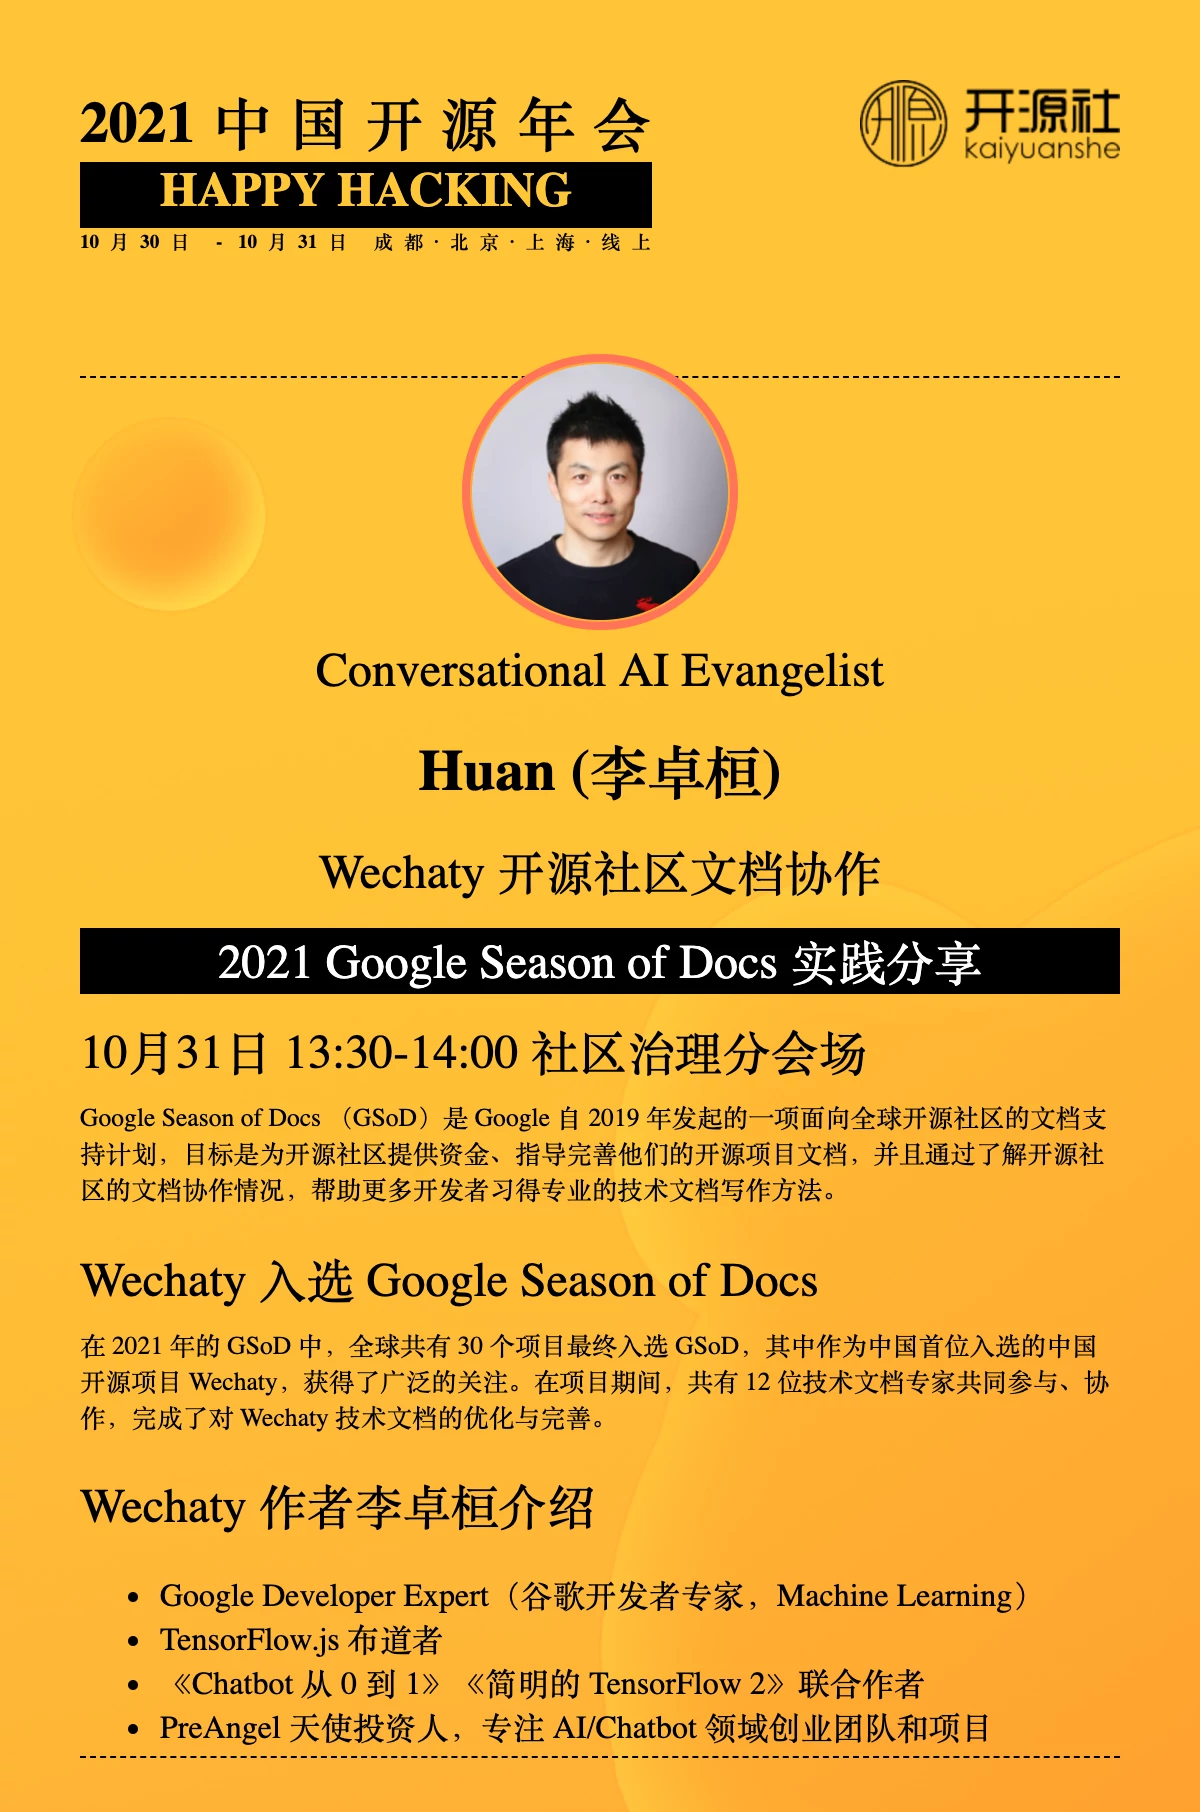 2021 中国开源年会
开源社
kaiyuanshe
HAPPY HACKING
10 月 30 日 - 10 月 31 日 成都·北京·上海·线上
Conversational AI Evangelist
Huan (李卓桓)
Wechaty 开源社区文档协作
2021 Google Season of Docs 实践分享
10月31日 13:30-14:00 社区治理分会场
Google Season of Docs （GSoD）是 Google 自 2019 年发起的一项面向全球开源社区的文档支
持计划，目标是为开源社区提供资金、指导完善他们的开源项目文档，并且通过了解开源社
区的文档协作情况，帮助更多开发者习得专业的技术文档写作方法。
Wechaty 入选 Google Season of Docs
在 2021 年的 GSoD 中，全球共有 30 个项目最终入选 GSoD，其中作为中国首位入选的中国
开源项目 Wechaty，获得了广泛的关注。在项目期间，共有 12 位技术文档专家共同参与、协
作，完成了对 Wechaty 技术文档的优化与完善。
Wechaty 作者李卓桓介绍
• Google Developer Expert（谷歌开发者专家，Machine Learning）
• TensorFlow.js 布道者
• 《Chatbot 从 0 到 1》《简明的 TensorFlow 2》联合作者
• PreAngel 天使投资人，专注 AI/Chatbot 领域创业团队和项目